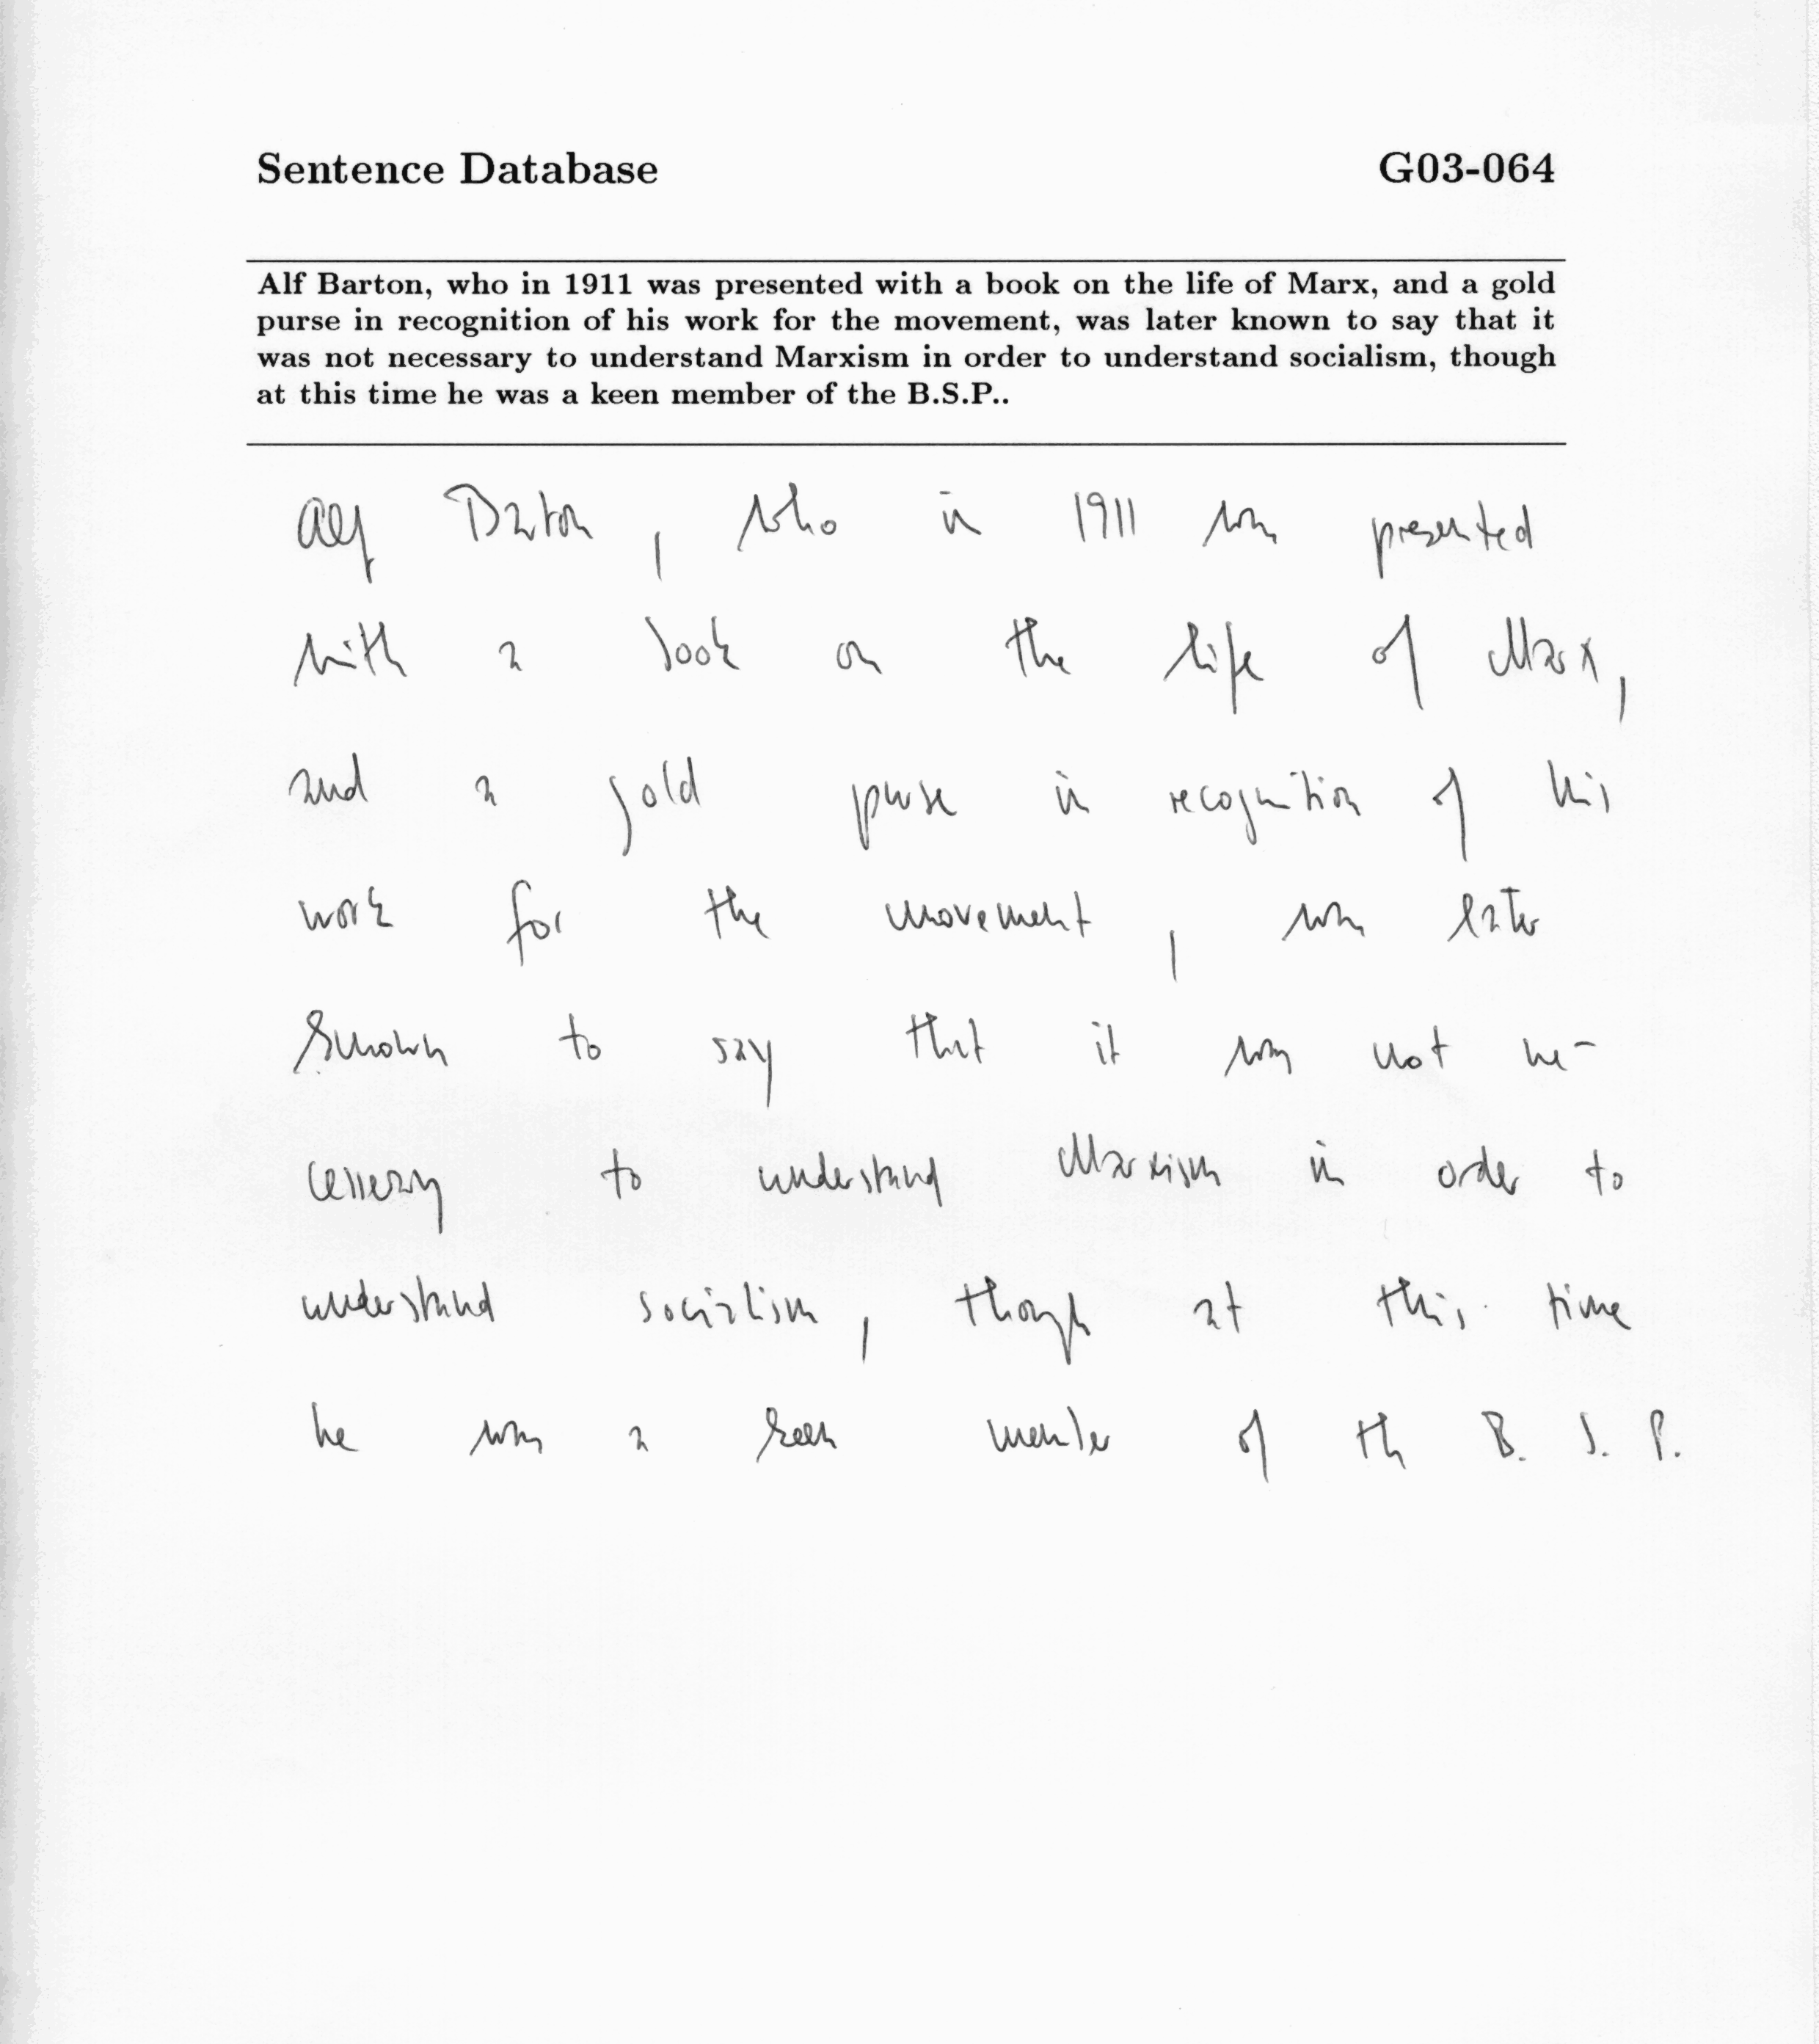 Sentence Database G03-064
Alf Barton, who in 1911 was presented with a book on the life of Marx, and a gold
purse in recognition of his work for the movement, was later known to say that it
was not necessary to understand Marxism in order to understand socialism, though
at this time he was a keen member of the B.S.P..
Alf Barton, who in 1911 was presented
with a book on the life of Marx,
and a gold purse in recognition of his
work for the movement, was later
known to say that it was not ne-
cessary to understand Marxism in order to
understand socialism, though at this time
he was a keen member of th B. S. P.